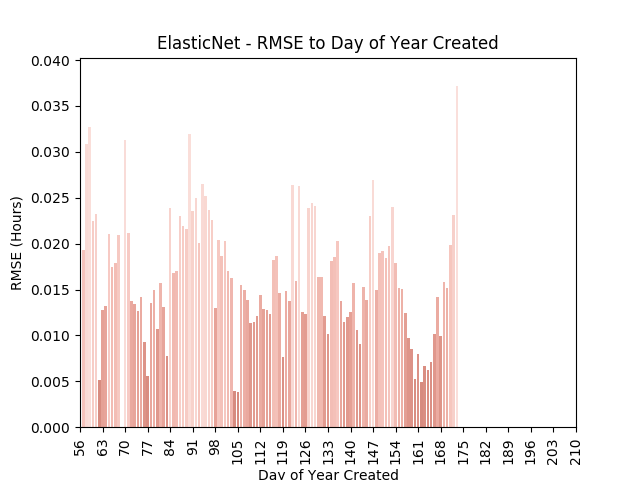 ElasticNet - RMSE to Day of Year Created
0.040
0.035
0.030
0.025
0.020
0.015
0.010
0.005
0.000
RMSE (Hours)
56 63 70 77 84 91 98 105 112 119 126 133 140 147 154 161 168 175 182 189 196 203 210
Day of Year Created